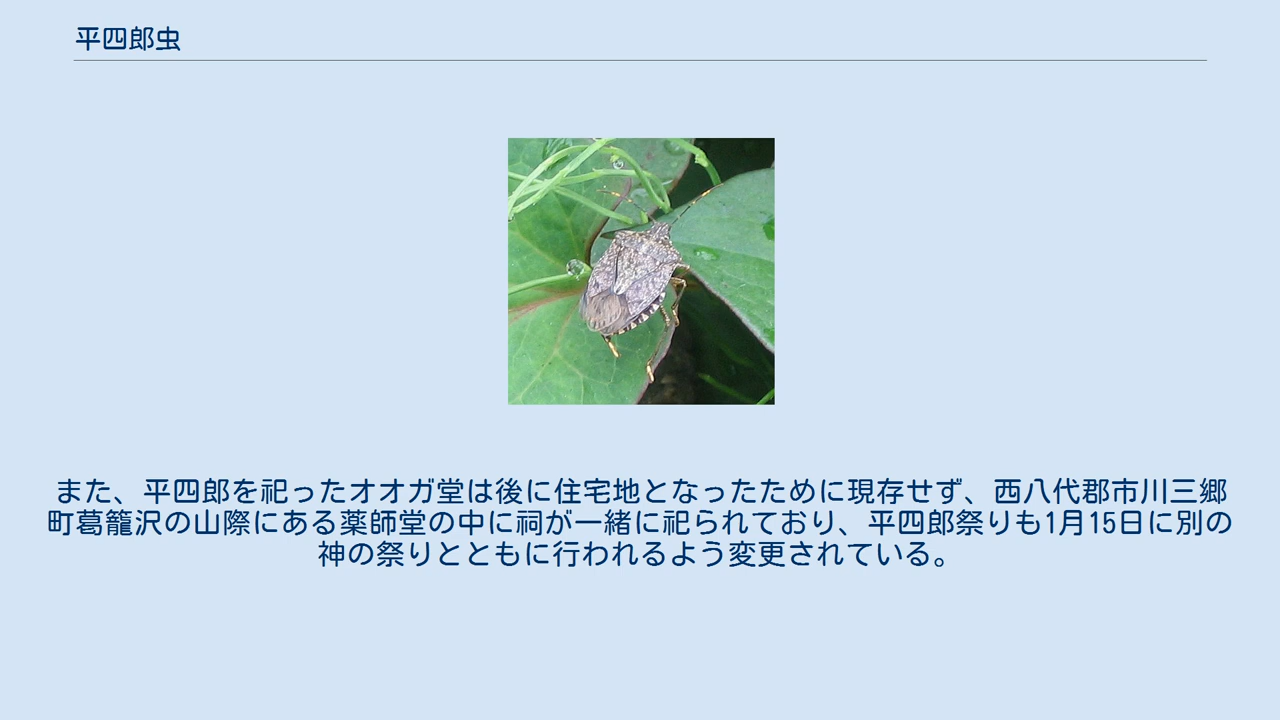 平四郎虫
また、平四郎を祀ったオオガ堂は後に住宅地となったために現存せず、西八代郡市川三郷
町葛籠沢の山際にある薬師堂の中に祠が一緒に祀られており、平四郎祭りも1月15日に別の
神の祭りとともに行われるよう変更されている。